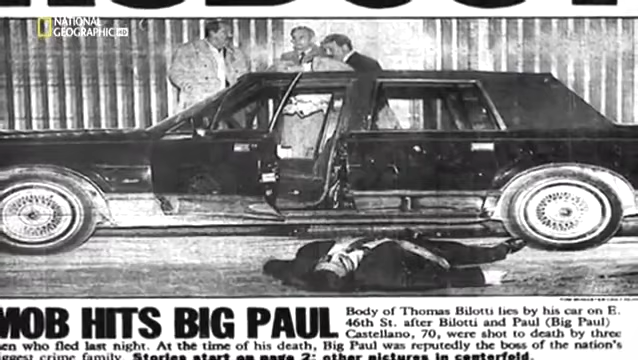 NATIONAL
GEOGRAPHIC HD
MOB HITS BIG PAUL
Body of Thomas Bilotti lies by his car on E.
46th St. after Bilotti and Paul (Big Paul)
Castellano, 70, were shot to death by three
en who fled last night. At the time of his death, Big Paul was reputedly the boss of the nation's
iggest crime family. Stories start on page 2; other pictures in centerfold.